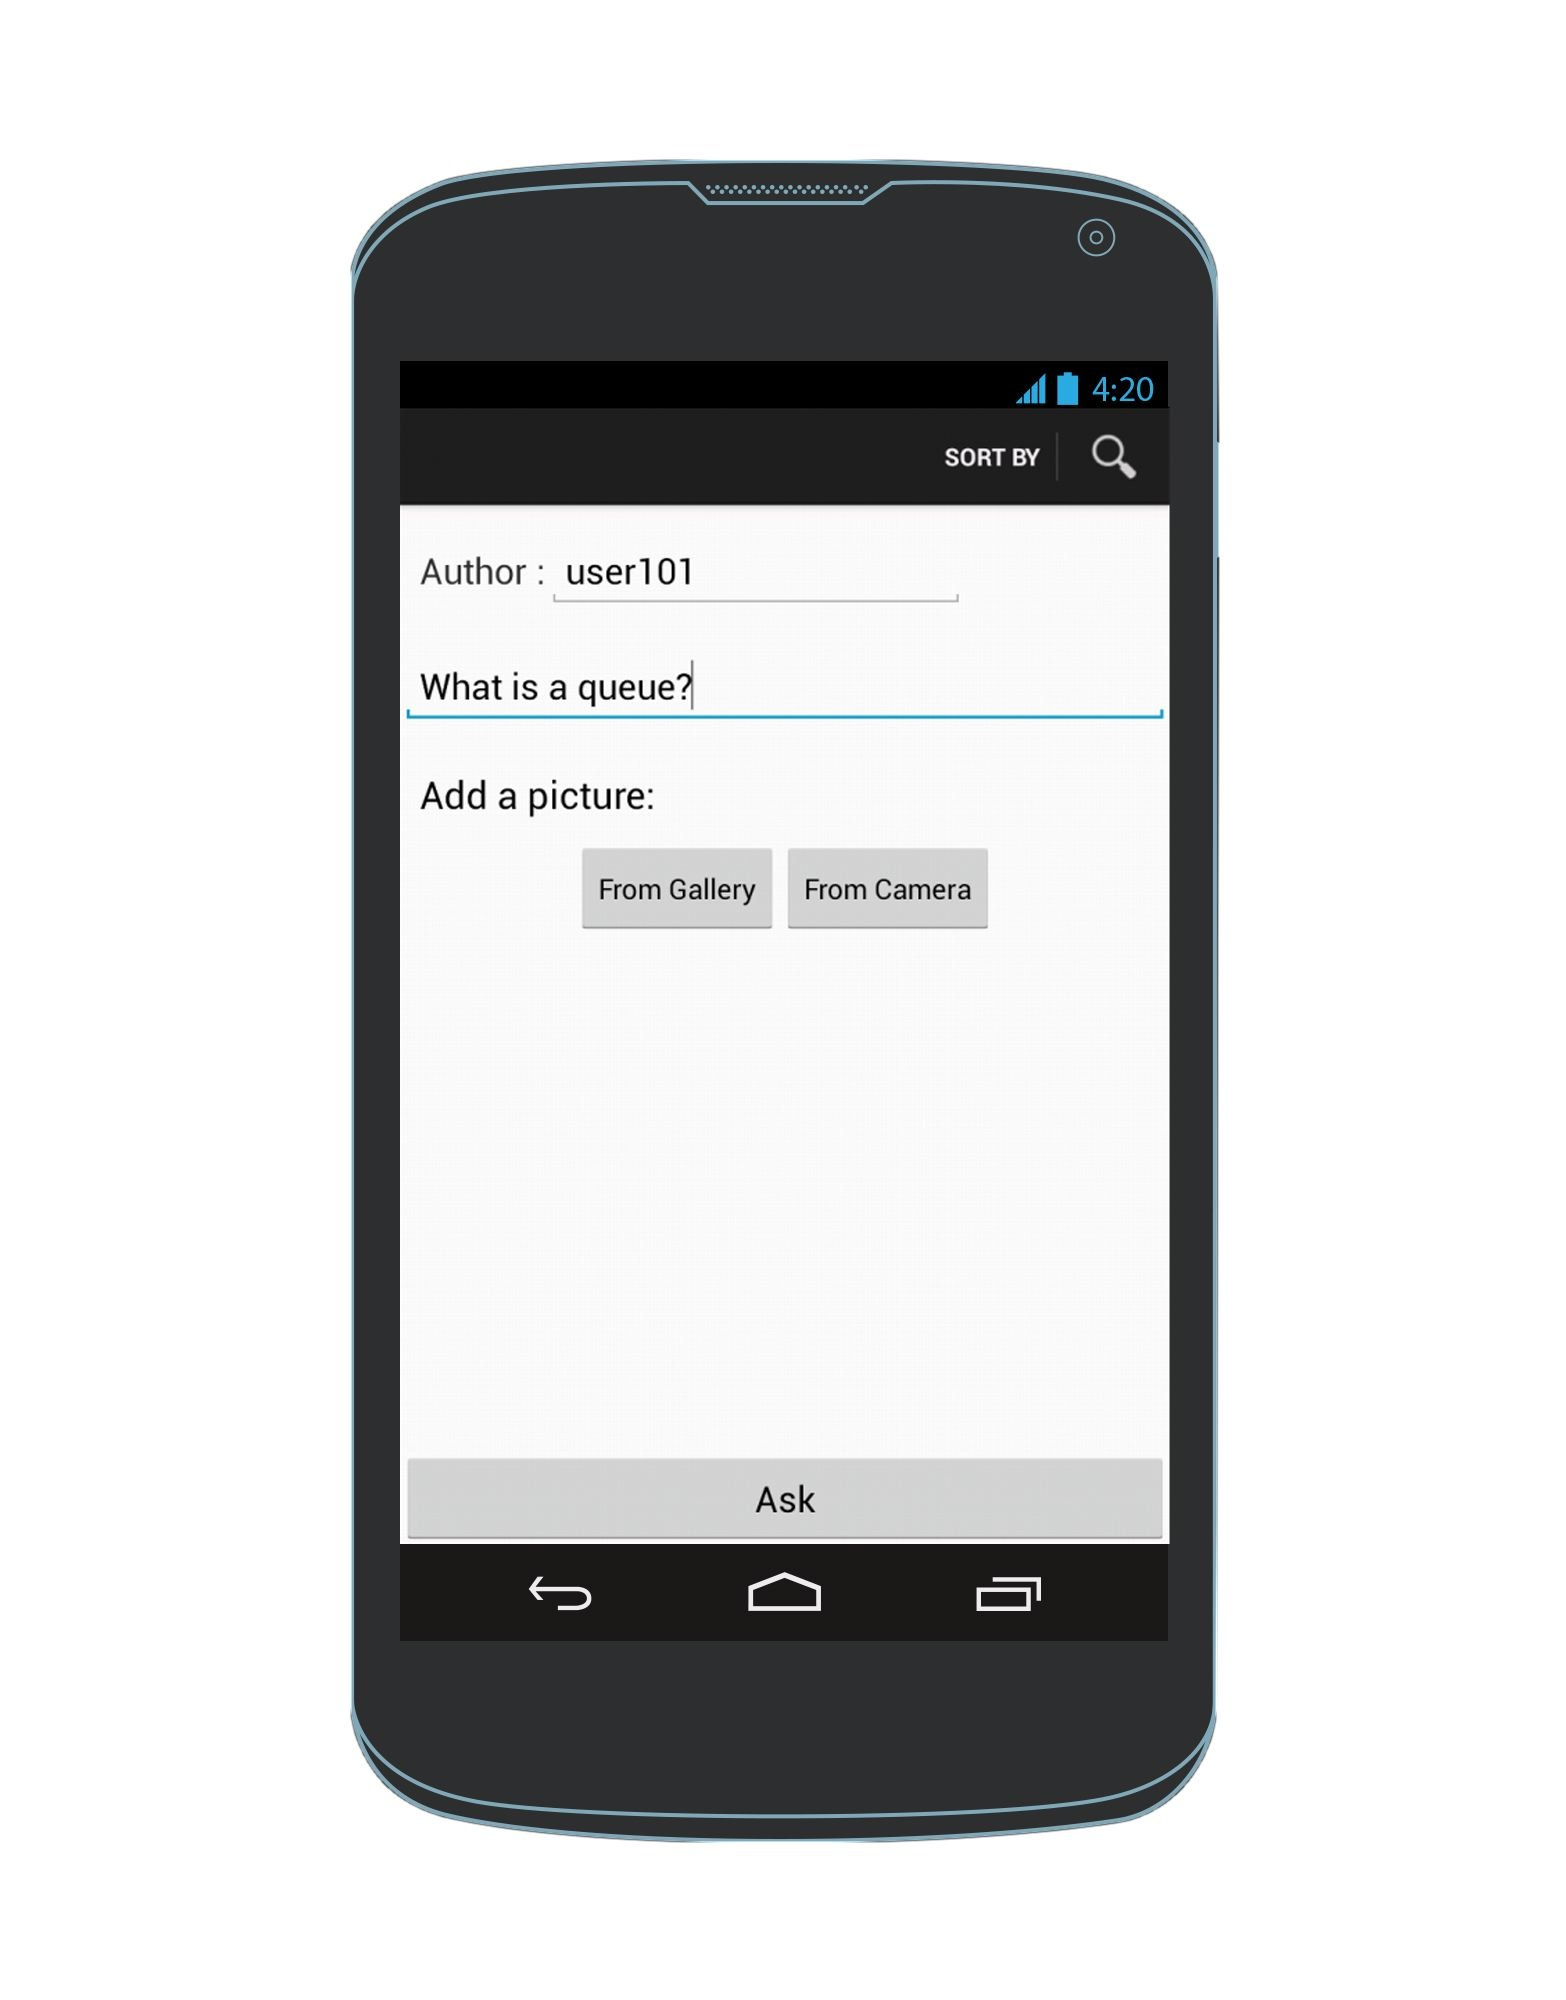 4:20
SORT BY
Author : user101
What is a queue?
Add a picture:
From Gallery From Camera
Ask